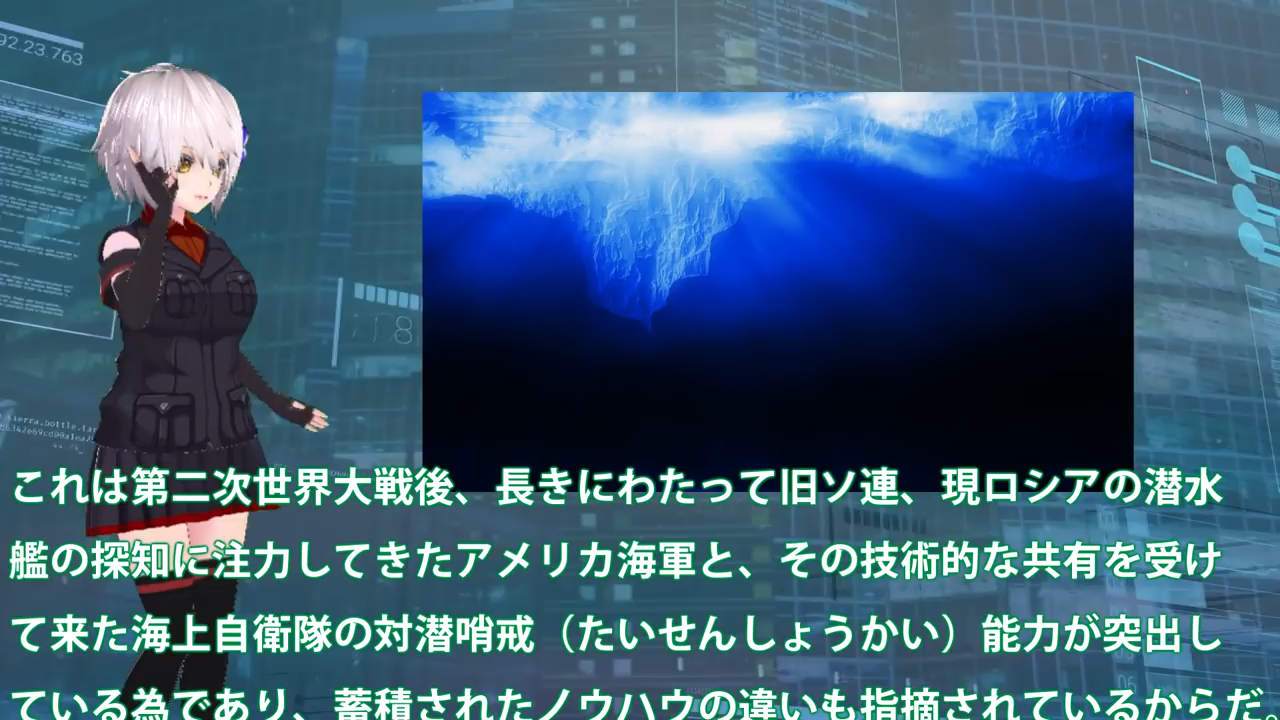 92.23.763
これは第二次世界大戦後、長きにわたって旧ソ連、現ロシアの潜水
艦の探知に注力してきたアメリカ海軍と、その技術的な共有を受け
て来た海上自衛隊の対潜哨戒（たいせんしょうかい）能力が突出し
ている為であり、蓄積されたノウハウの違いも指摘されているからだ。